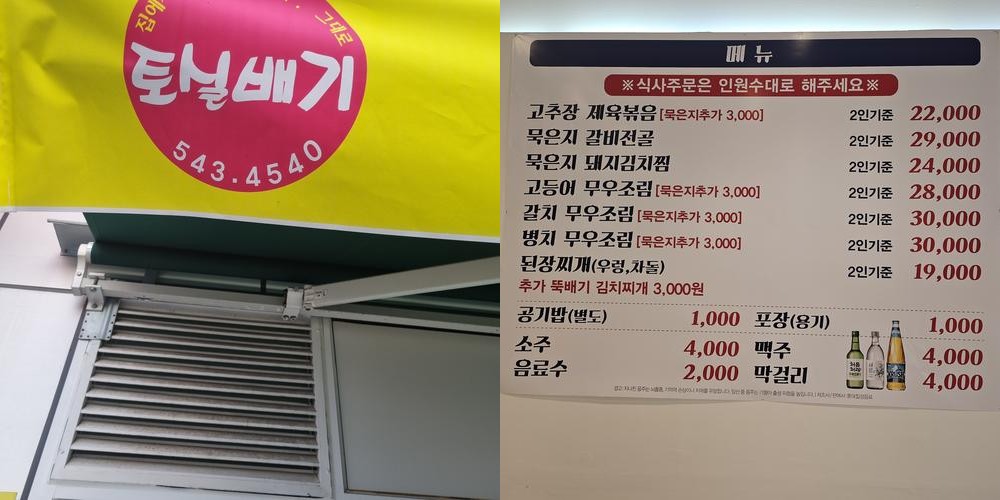 집에
그대로
토실배기
543.4540
메뉴
※식사주문은 인원수대로 해주세요※
고추장 제육볶음[묵은지추가 3,000] 2인기준 22,000
묵은지 갈비전골 2인기준 29,000
묵은지 돼지김치찜 2인기준 24,000
고등어 무우조림[묵은지추가 3,000] 2인기준 28,000
갈치 무우조림[묵은지추가 3,000] 2인기준 30,000
병치 무우조림[묵은지추가 3,000] 2인기준 30,000
된장찌개(우렁,차돌) 2인기준 19,000
추가 뚝배기 김치찌개 3,000원
공기밥(별도) 1,000 포장(용기) 1,000
소주 4,000 맥주 4,000
음료수 2,000 막걸리 4,000